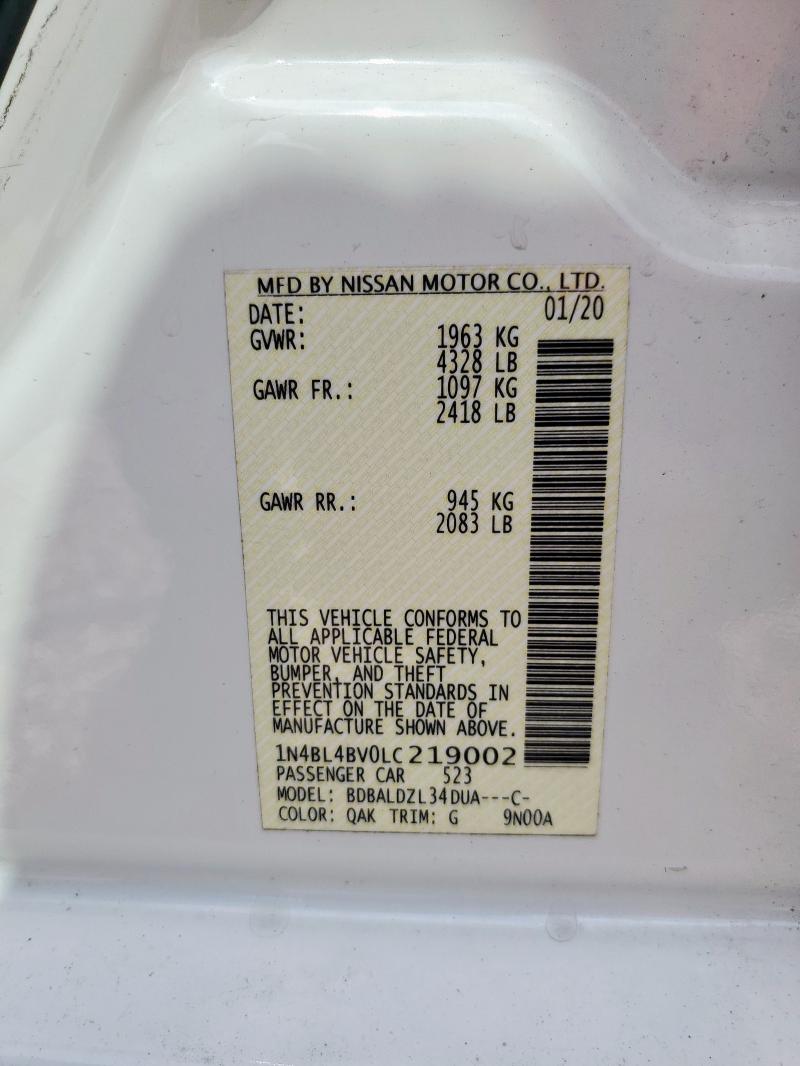 MFD BY NISSAN MOTOR CO., LTD.
DATE: 01/20
GVWR: 1963 KG
4328 LB
GAWR FR.: 1097 KG
2418 LB
GAWR RR.: 945 KG
2083 LB
THIS VEHICLE CONFORMS TO
ALL APPLICABLE FEDERAL
MOTOR VEHICLE SAFETY,
BUMPER, AND THEFT
PREVENTION STANDARDS IN
EFFECT ON THE DATE OF
MANUFACTURE SHOWN ABOVE.
1N4BL4BV0LC219002
PASSENGER CAR 523
MODEL: BDBALDZL34DUA---C-
COLOR: QAK TRIM: G 9N00A